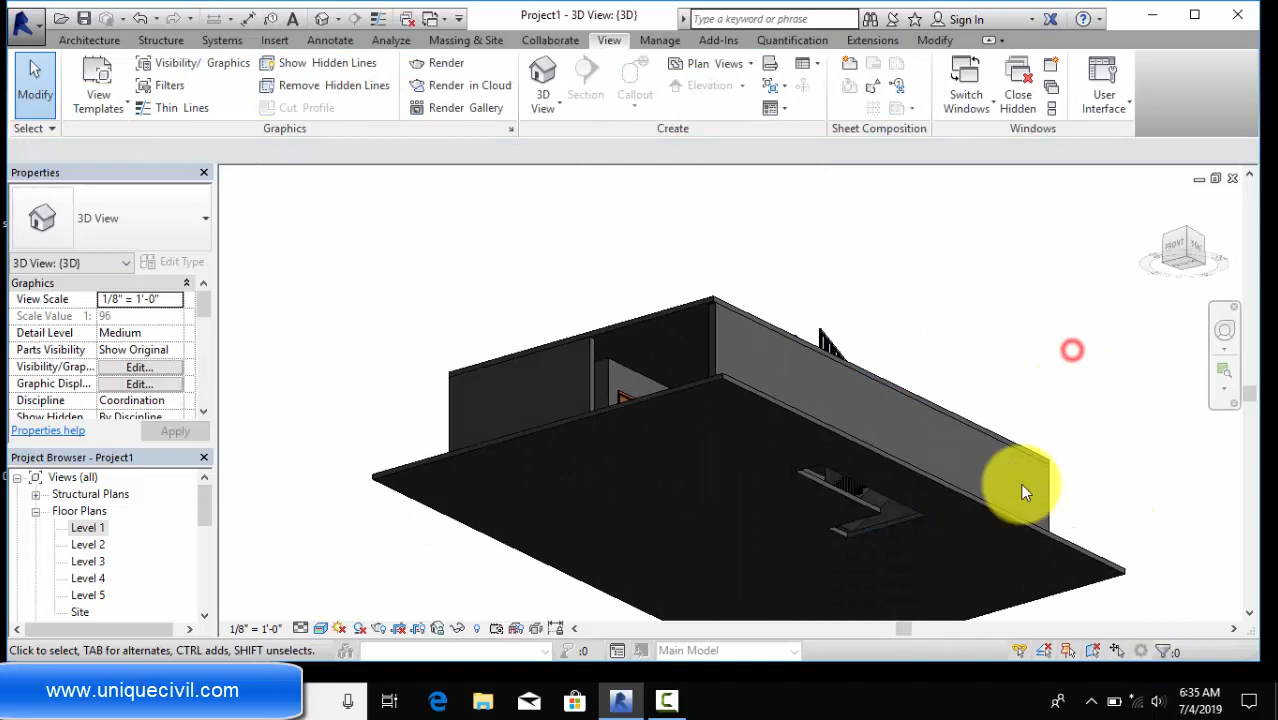 Project1 - 3D View: {3D}
Type a keyword or phrase
Sign In
Architecture Structure Systems Insert Annotate Analyze Massing & Site Collaborate View Manage Add-Ins Quantification Extensions Modify
Modify
View Templates
Visibility/ Graphics
Filters
Thin Lines
Show Hidden Lines
Remove Hidden Lines
Cut Profile
Render
Render in Cloud
Render Gallery
3D View
Section
Callout
Plan Views
Elevation
Switch Windows
Close Hidden
User Interface
Select
Graphics
Create
Sheet Composition
Windows
Properties
3D View
3D View: {3D}
Edit Type
Graphics
View Scale 1/8" = 1'-0"
Scale Value 1: 96
Detail Level Medium
Parts Visibility Show Original
Visibility/Grap... Edit...
Graphic Displ... Edit...
Discipline Coordination
Show Hidden By Discipline
Properties help
Apply
FRONT
Project Browser - Project1
Views (all)
Structural Plans
Floor Plans
Level 1
Level 2
Level 3
Level 4
Level 5
Site
1/8" = 1'-0"
Click to select, TAB for alternates, CTRL adds, SHIFT unselects.
:0
Main Model
:0
www.uniquecivil.com
6:35 AM
7/4/2019